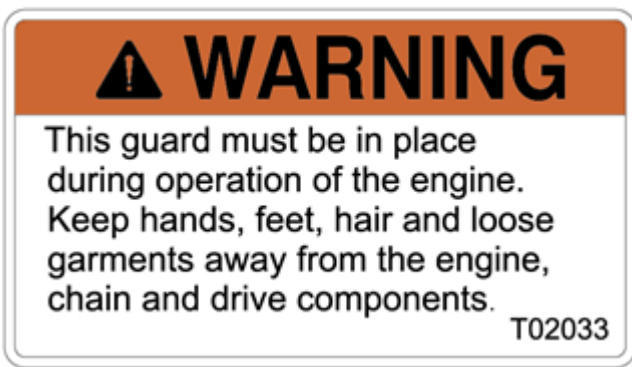 WARNING
This guard must be in place
during operation of the engine.
Keep hands, feet, hair and loose
garments away from the engine,
chain and drive components.
T02033